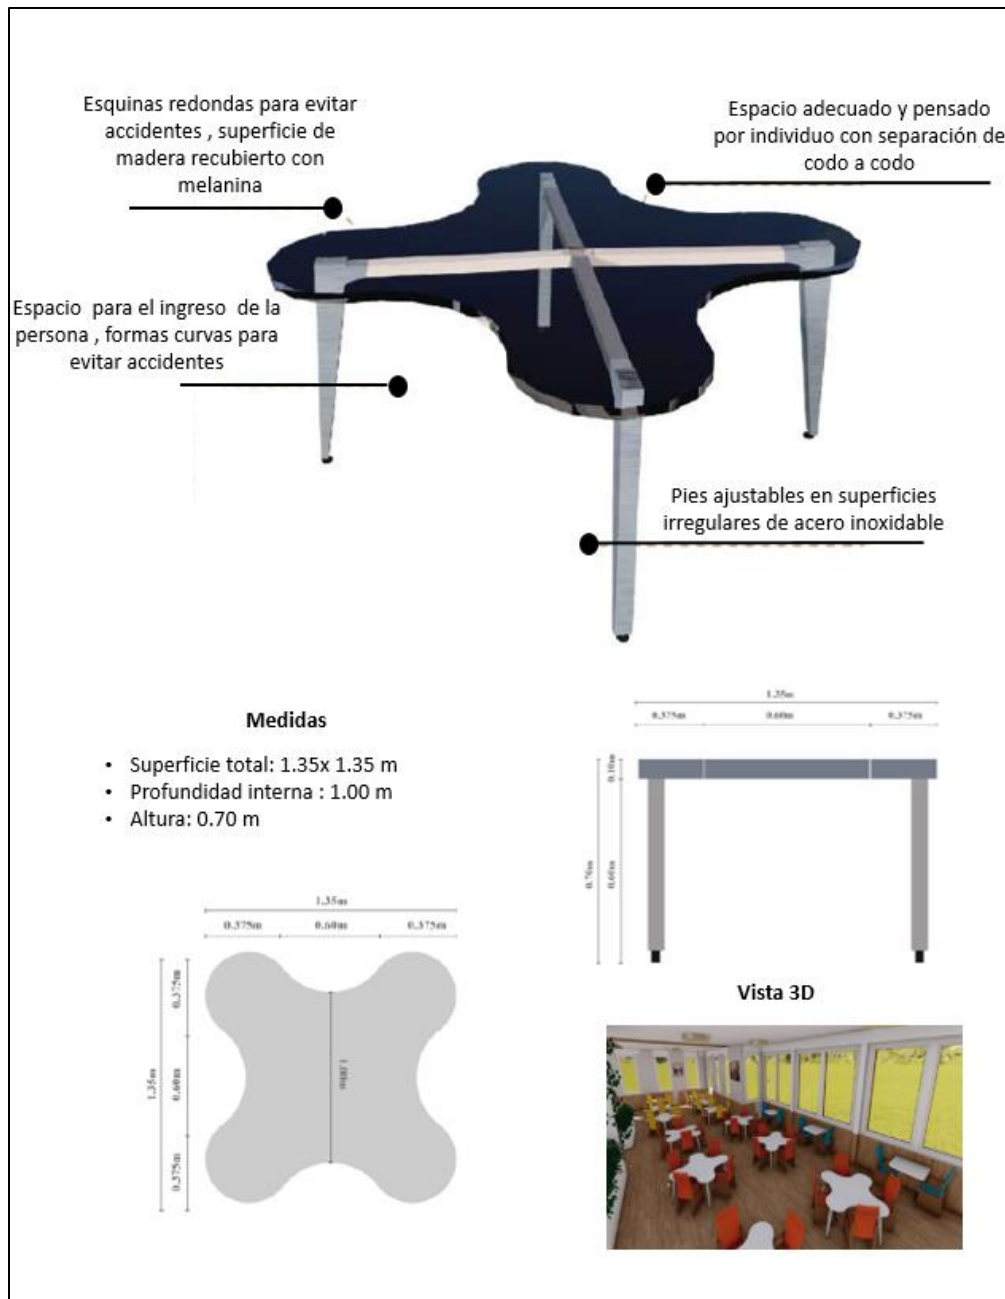 Esquinas redondas para evitar
accidentes , superficie de
madera recubierto con
melanina
Espacio adecuado y pensado
por individuo con separación de
codo a codo
Espacio para el ingreso de la
persona , formas curvas para
evitar accidentes
Pies ajustables en superficies
irregulares de acero inoxidable
Medidas
• Superficie total: 1.35x 1.35 m
• Profundidad interna : 1.00 m
• Altura: 0.70 m
1.35m
0.375m 0.60m 0.375m
0.10m
0.70m
0.60m
1.35m
0.375m 0.60m 0.375m
0.375m
1.35m
0.60m
0.375m
1.00m
Vista 3D